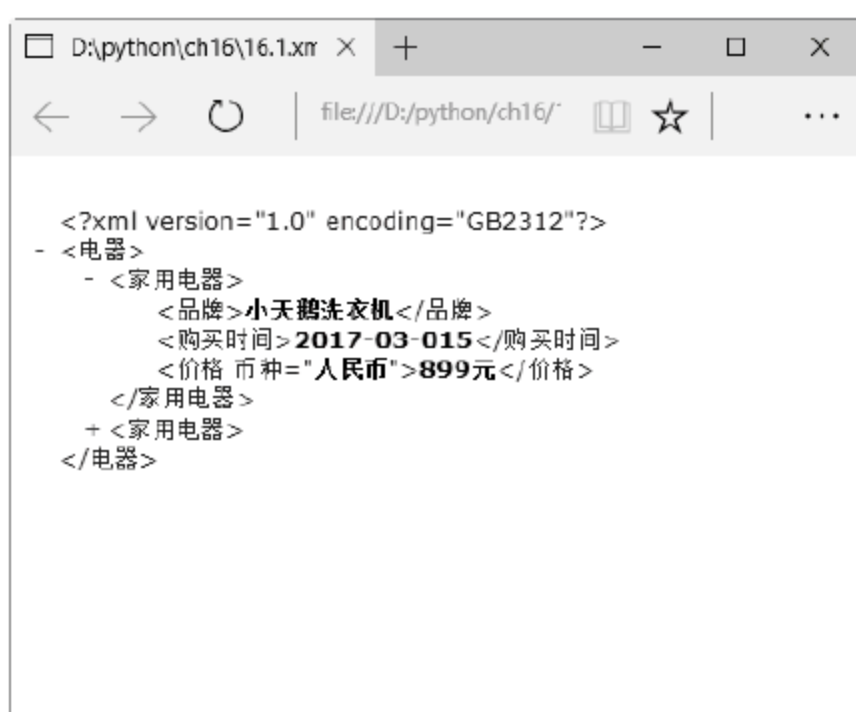 D:\python\ch16\16.1.xm
file:///D:/python/ch16/
<?xml version="1.0" encoding="GB2312"?>
- <电器>
- <家用电器>
<品牌>小天鹅洗衣机</品牌>
<购买时间>2017-03-015</购买时间>
<价格 币种="人民币">899元</价格>
</家用电器>
+ <家用电器>
</电器>